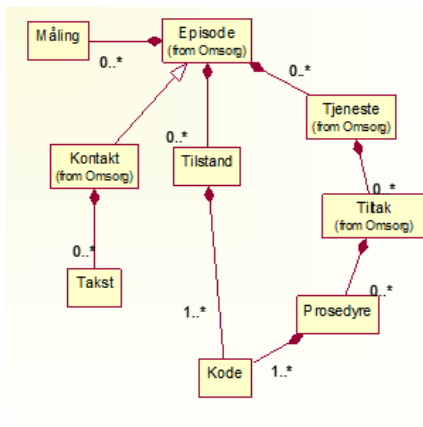 Måling
Episode
(from Omsorg)
0..*
0..*
Tjeneste
(from Omsorg)
0..*
Kontakt
(from Omsorg)
Tilstand
0..*
Tiltak
(from Omsorg)
0..*
Takst
0..*
Prosedyre
1..*
Kode
1..*